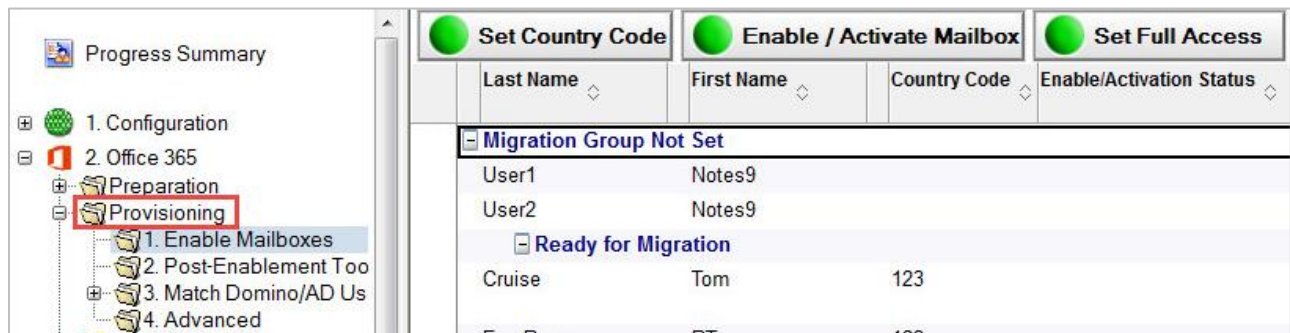 Progress Summary
1. Configuration
2. Office 365
Preparation
Provisioning
1. Enable Mailboxes
2. Post-Enablement Too
3. Match Domino/AD Us
4. Advanced
Set Country Code Enable / Activate Mailbox Set Full Access
Last Name First Name Country Code Enable/Activation Status
Migration Group Not Set
User1 Notes9
User2 Notes9
Ready for Migration
Cruise Tom 123